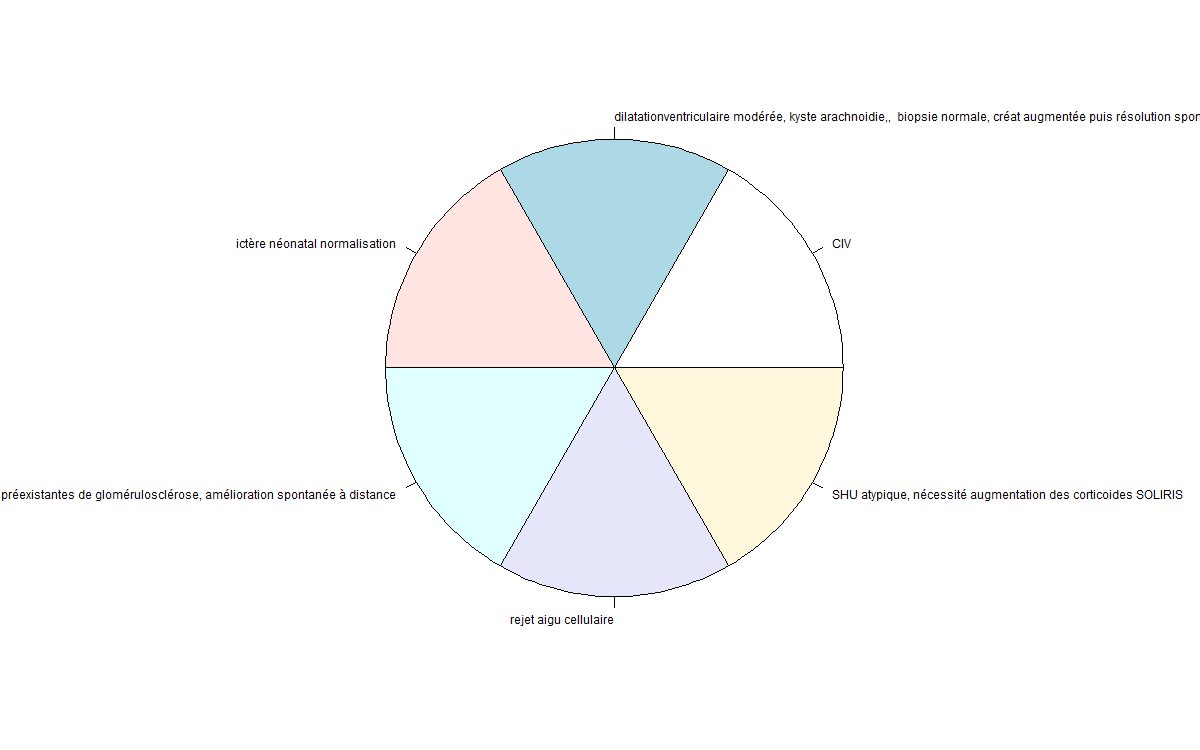 dilatationventriculaire modérée, kyste arachnoidie,,  biopsie normale, créat augmentée puis résolution spon
ictère néonatal normalisation
CIV
préexistantes de glomérulosclérose, amélioration spontanée à distance
SHU atypique, nécessité augmentation des corticoides SOLIRIS
rejet aigu cellulaire